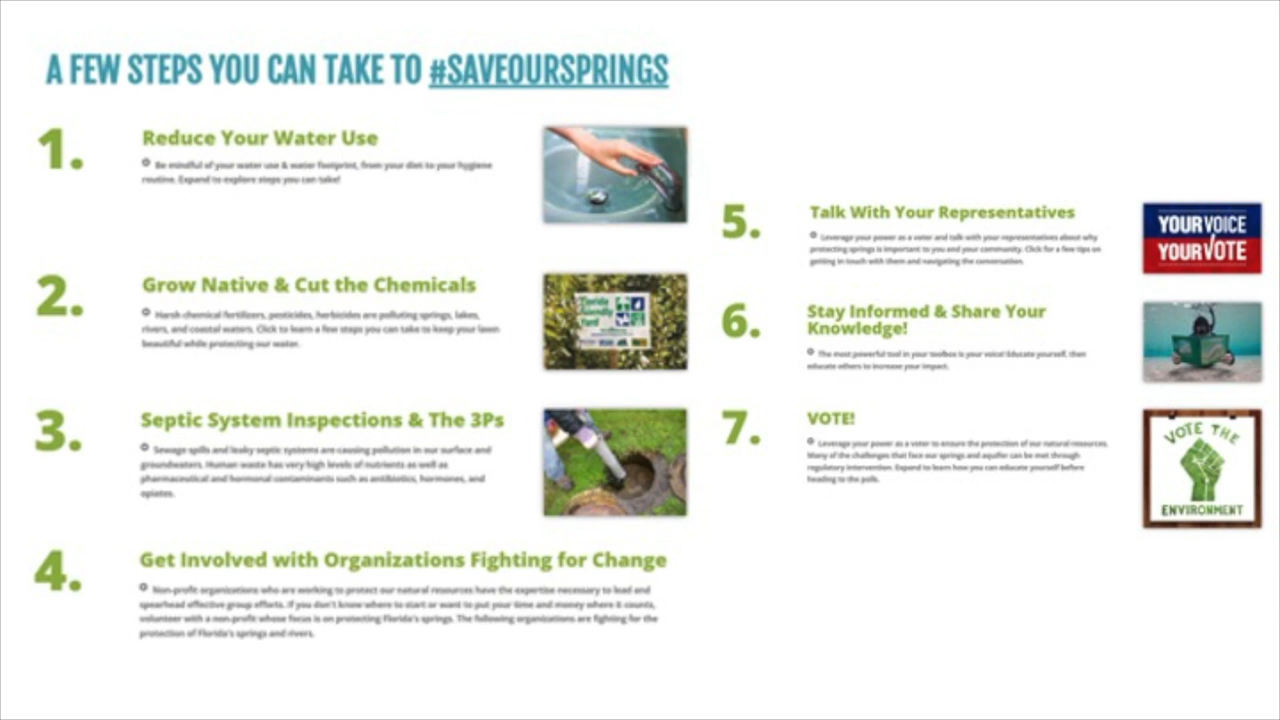 A FEW STEPS YOU CAN TAKE TO #SAVEOURSPRINGS
1.
Reduce Your Water Use
Be mindful of your water use & water footprint, from your diet to your hygiene
routine. Expand to explore steps you can take!
2.
Grow Native & Cut the Chemicals
Harsh chemical fertilizers, pesticides, herbicides are polluting springs, lakes,
rivers, and coastal waters. Click to learn a few steps you can take to keep your lawn
beautiful while protecting our water.
Florida
Friendly
Yard
3.
Septic System Inspections & The 3Ps
Sewage spills and leaky septic systems are causing pollution in our surface and
groundwaters. Human waste has very high levels of nutrients as well as
pharmaceutical and hormonal contaminants such as antibiotics, hormones, and
opiates.
4.
Get Involved with Organizations Fighting for Change
Non-profit organizations who are working to protect our natural resources have the expertise necessary to lead and
spearhead effective group efforts. If you don't know where to start or want to put your time and money where it counts,
volunteer with a non-profit whose focus is on protecting Florida's springs. The following organizations are fighting for the
protection of Florida's springs and rivers.
5.
Talk With Your Representatives
Leverage your power as a voter and talk with your representatives about why
protecting springs is important to you and your community. Click for a few tips on
getting in touch with them and navigating the conversation.
YOUR VOICE
YOUR VOTE
6.
Stay Informed & Share Your
Knowledge!
The most powerful tool in your toolbox is your voice! Educate yourself, then
educate others to increase your impact.
7.
VOTE!
Leverage your power as a voter to ensure the protection of our natural resources.
Many of the challenges that face our springs and aquifer can be met through
regulatory intervention. Expand to learn how you can educate yourself before
heading to the polls.
VOTE THE
ENVIRONMENT